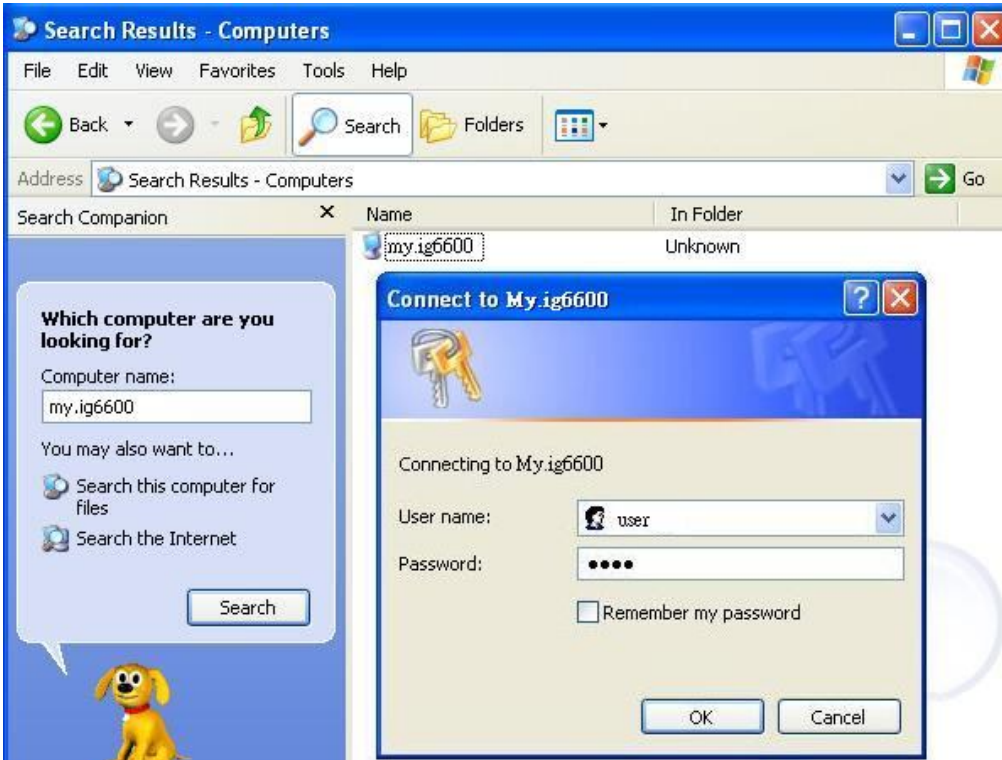 Search Results - Computers
File Edit View Favorites Tools Help
Back Search Folders
Address Search Results - Computers Go
Search Companion
Name In Folder
my.ig6600 Unknown
Which computer are you
looking for?
Computer name:
my.ig6600
You may also want to...
Search this computer for
files
Search the Internet
Search
Connect to My.ig6600
Connecting to My.ig6600
User name: user
Password: ••••
Remember my password
OK Cancel